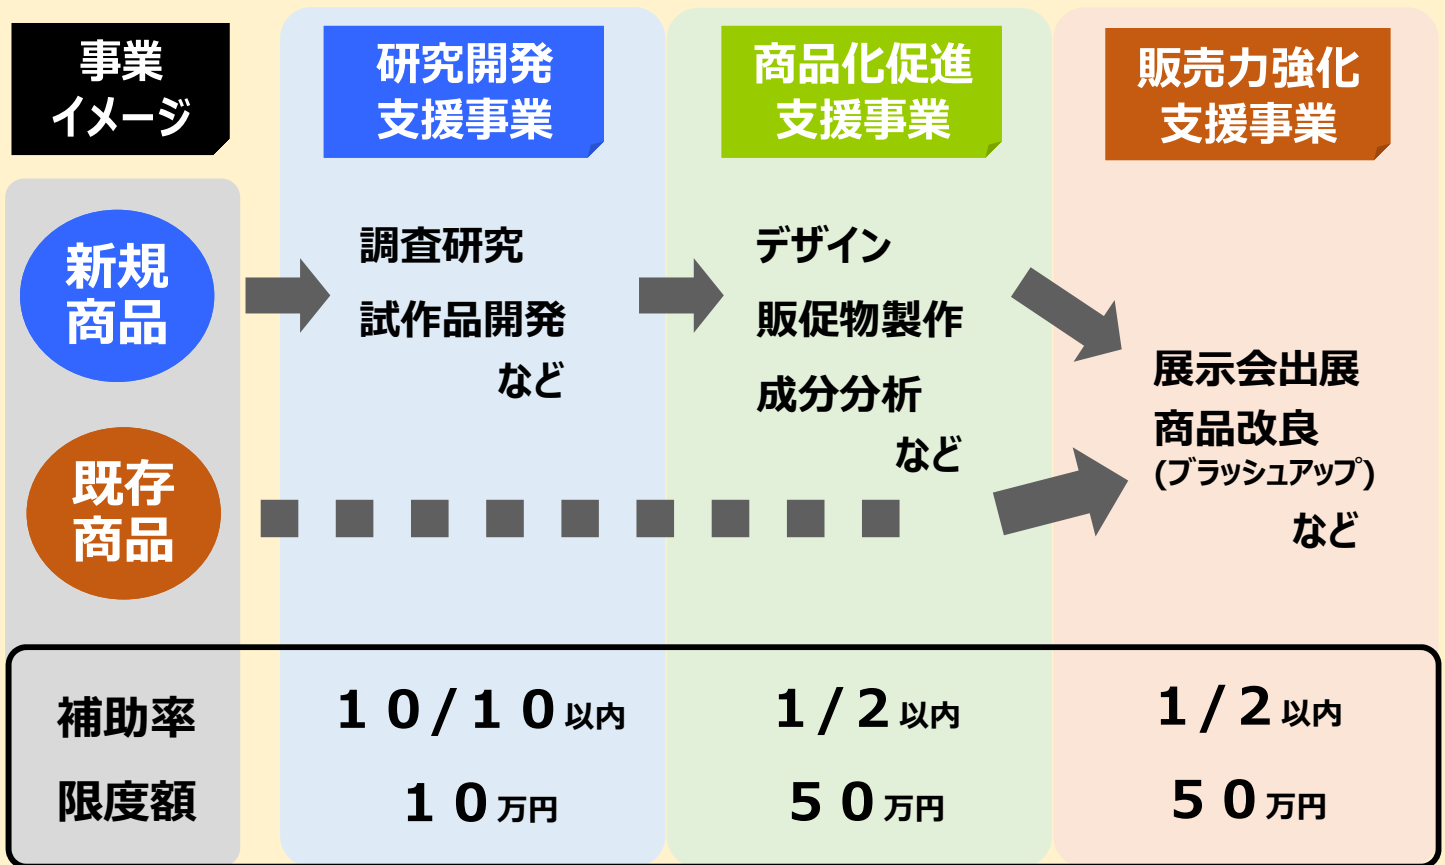 事業
イメージ
研究開発
支援事業
商品化促進
支援事業
販売力強化
支援事業
新規
商品
調査研究
試作品開発
など
デザイン
販促物製作
成分分析
など
展示会出展
商品改良
(ブラッシュアップ)
など
既存
商品
補助率
１０/１０以内
１/２以内
１/２以内
限度額
１０万円
５０万円
５０万円